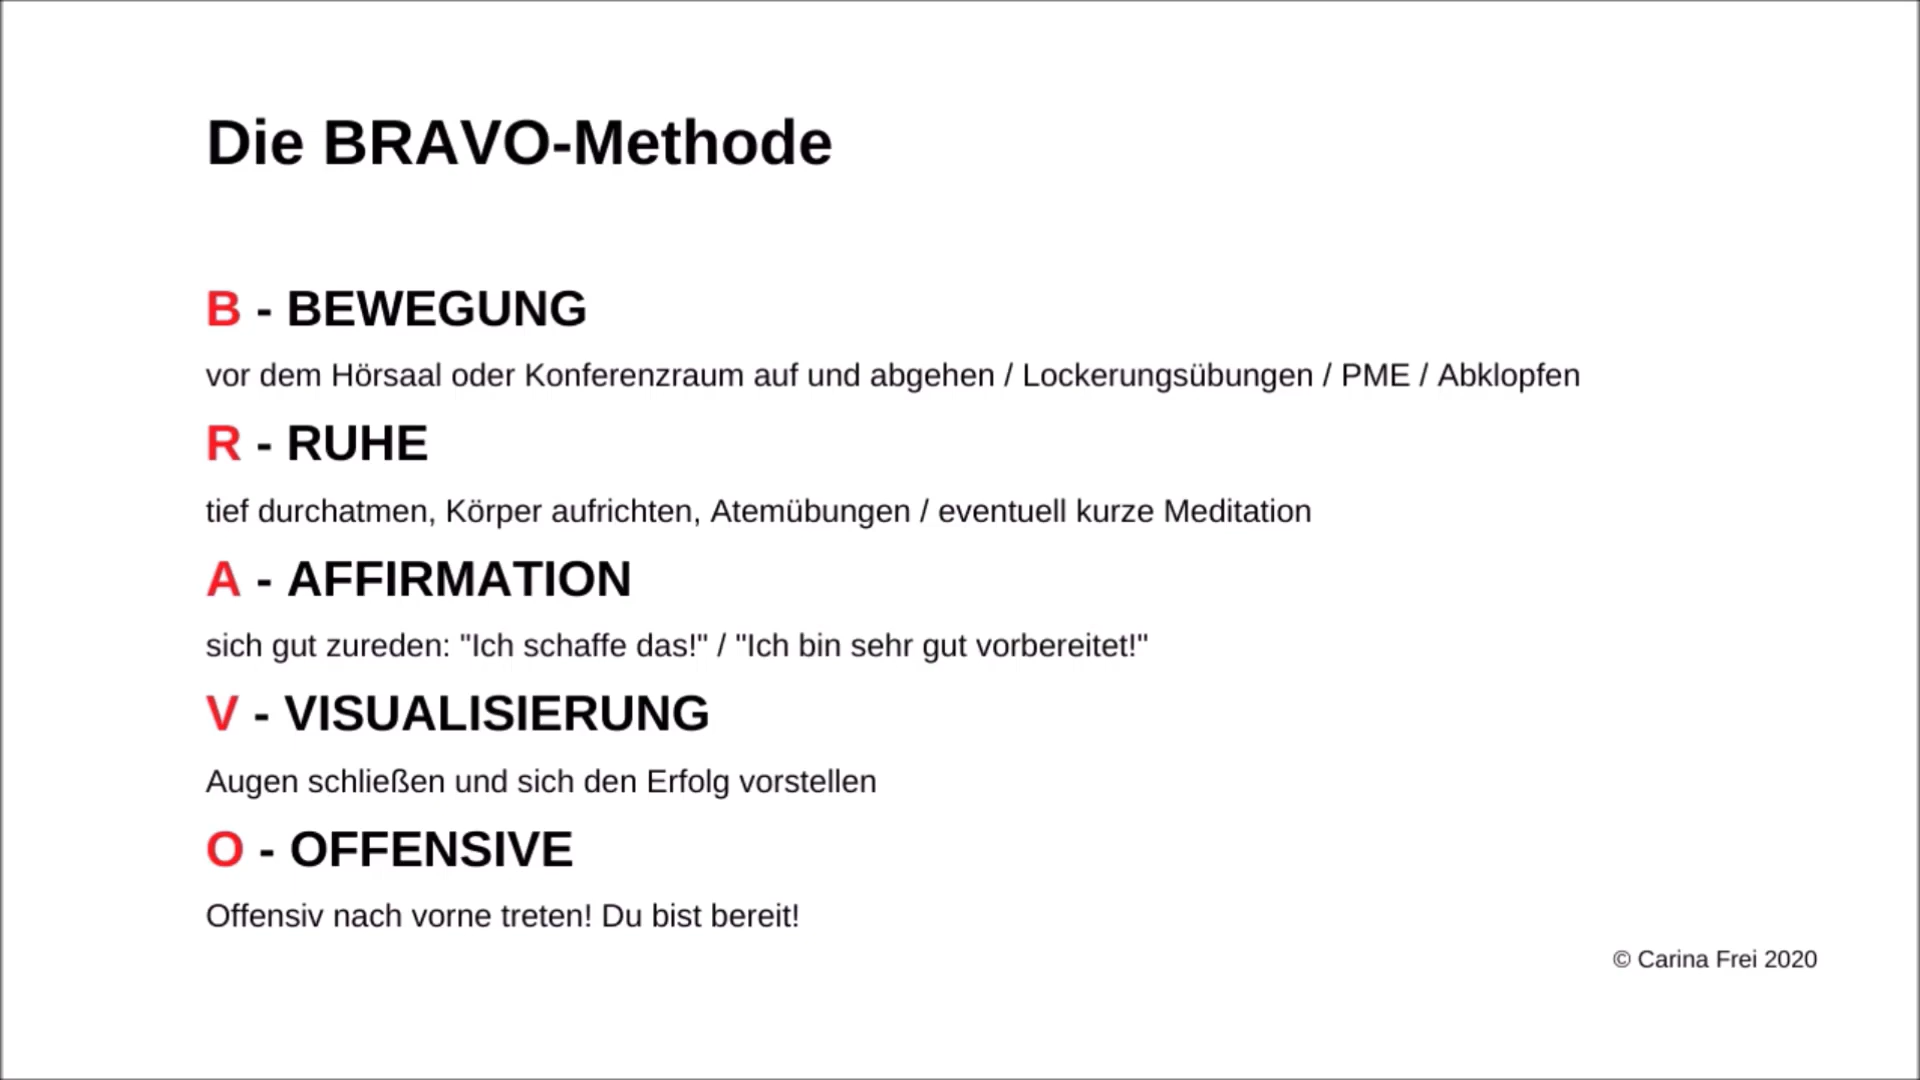 Die BRAVO-Methode
B - BEWEGUNG
vor dem Hörsaal oder Konferenzraum auf und abgehen / Lockerungsübungen / PME / Abklopfen
R - RUHE
tief durchatmen, Körper aufrichten, Atemübungen / eventuell kurze Meditation
A - AFFIRMATION
sich gut zureden: "Ich schaffe das!" / "Ich bin sehr gut vorbereitet!"
V - VISUALISIERUNG
Augen schließen und sich den Erfolg vorstellen
O - OFFENSIVE
Offensiv nach vorne treten! Du bist bereit!
© Carina Frei 2020